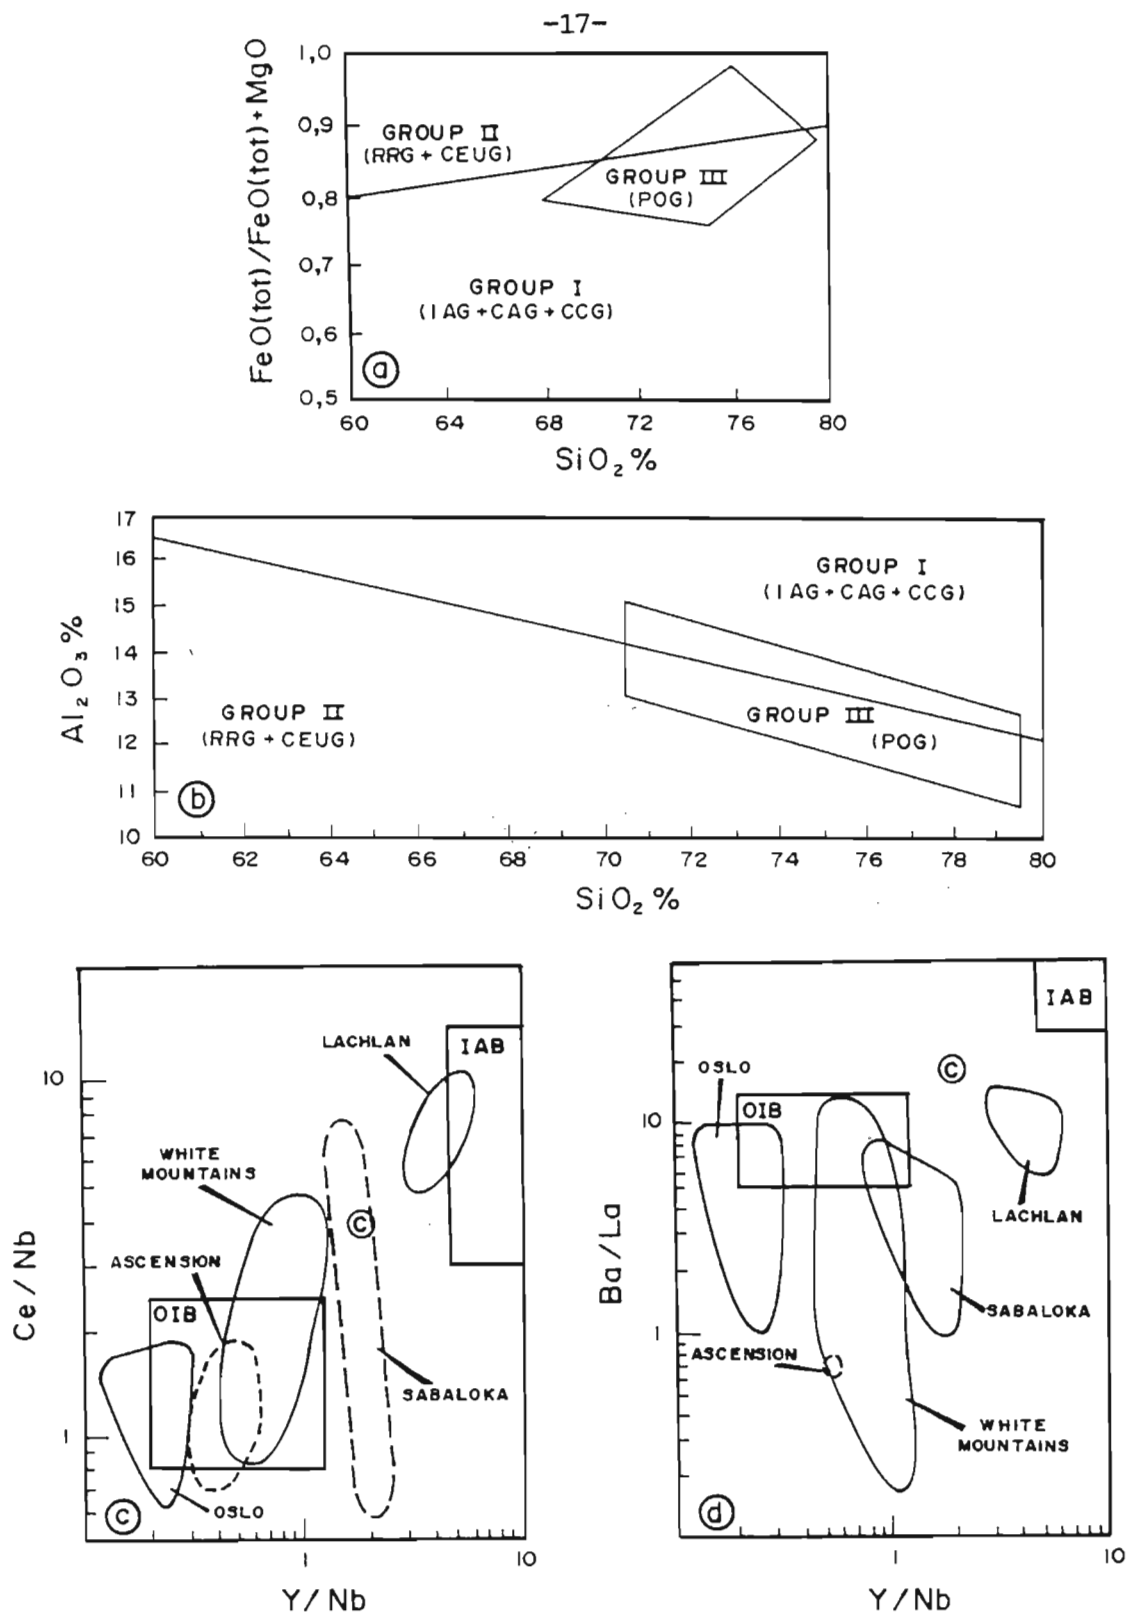 -17-
FeO(tot)/FeO(tot)+MgO
1,0
0,9
0,8
0,7
0,6
0,5
GROUP II
(RRG + CEUG)
GROUP III
(POG)
GROUP I
(IAG+CAG+CCG)
a
60 64 68 72 76 80
SiO2%
Al2O3%
17
16
15
14
13
12
11
10
GROUP I
(IAG+CAG+CCG)
GROUP II
(RRG + CEUG)
GROUP III
(POG)
b
60 62 64 66 68 70 72 74 76 78 80
SiO2%
Ce/Nb
10
1
LACHLAN
IAB
WHITE
MOUNTAINS
C
ASCENSION
OIB
SABALOKA
OSLO
c
1 10
Y/Nb
Ba/La
10
1
IAB
OSLO
C
OIB
LACHLAN
SABALOKA
ASCENSION
WHITE
MOUNTAINS
d
1 10
Y/Nb